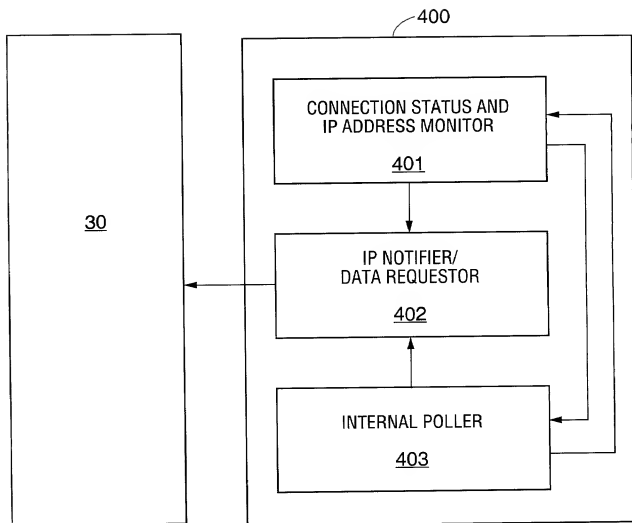 400
CONNECTION STATUS AND
IP ADDRESS MONITOR
401
30
IP NOTIFIER/
DATA REQUESTOR
402
INTERNAL POLLER
403